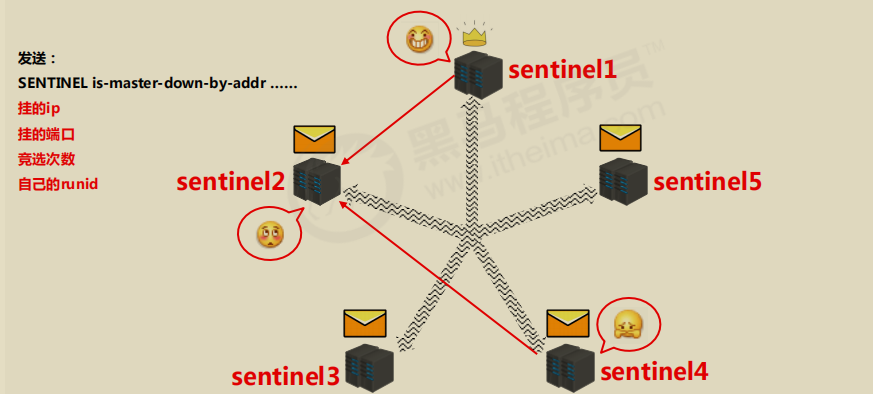 发送：
SENTINEL is-master-down-by-addr ……
挂的ip
挂的端口
竞选次数
自己的runid
sentinel1
sentinel2
sentinel5
sentinel3
sentinel4
黑马程序员™
www.itheima.com